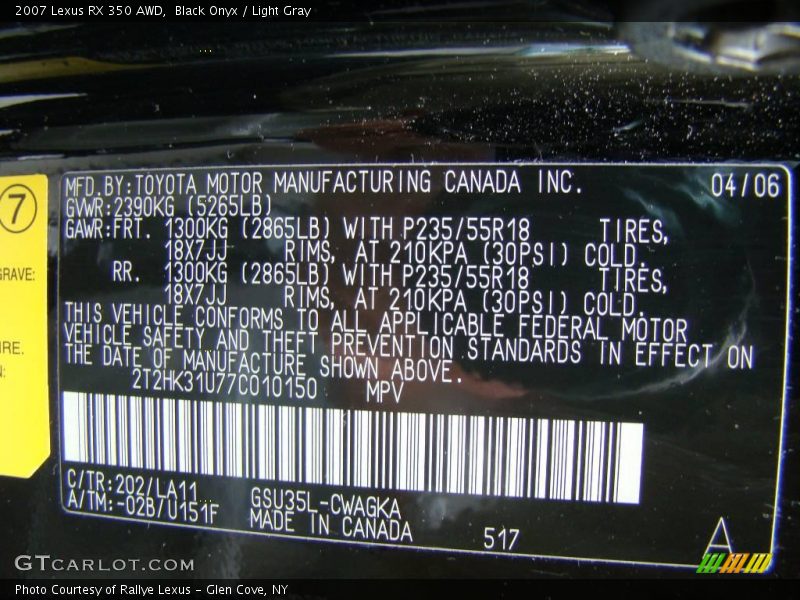 2007 Lexus RX 350 AWD, Black Onyx / Light Gray
MFD.BY:TOYOTA MOTOR MANUFACTURING CANADA INC. 04/06
GVWR:2390KG (5265LB)
GAWR:FRT. 1300KG (2865LB) WITH P235/55R18 TIRES,
18X7JJ RIMS, AT 210KPA (30PSI) COLD.
RR. 1300KG (2865LB) WITH P235/55R18 TIRES,
18X7JJ RIMS, AT 210KPA (30PSI) COLD.
THIS VEHICLE CONFORMS TO ALL APPLICABLE FEDERAL MOTOR
VEHICLE SAFETY AND THEFT PREVENTION STANDARDS IN EFFECT ON
THE DATE OF MANUFACTURE SHOWN ABOVE.
2T2HK31U77C010150 MPV
C/TR:202/LA11
A/TM:-02B/U151F
GSU35L-CWAGKA
MADE IN CANADA
517
A
7
GRAVE:
GTCARLOT.COM
Photo Courtesy of Rallye Lexus - Glen Cove, NY